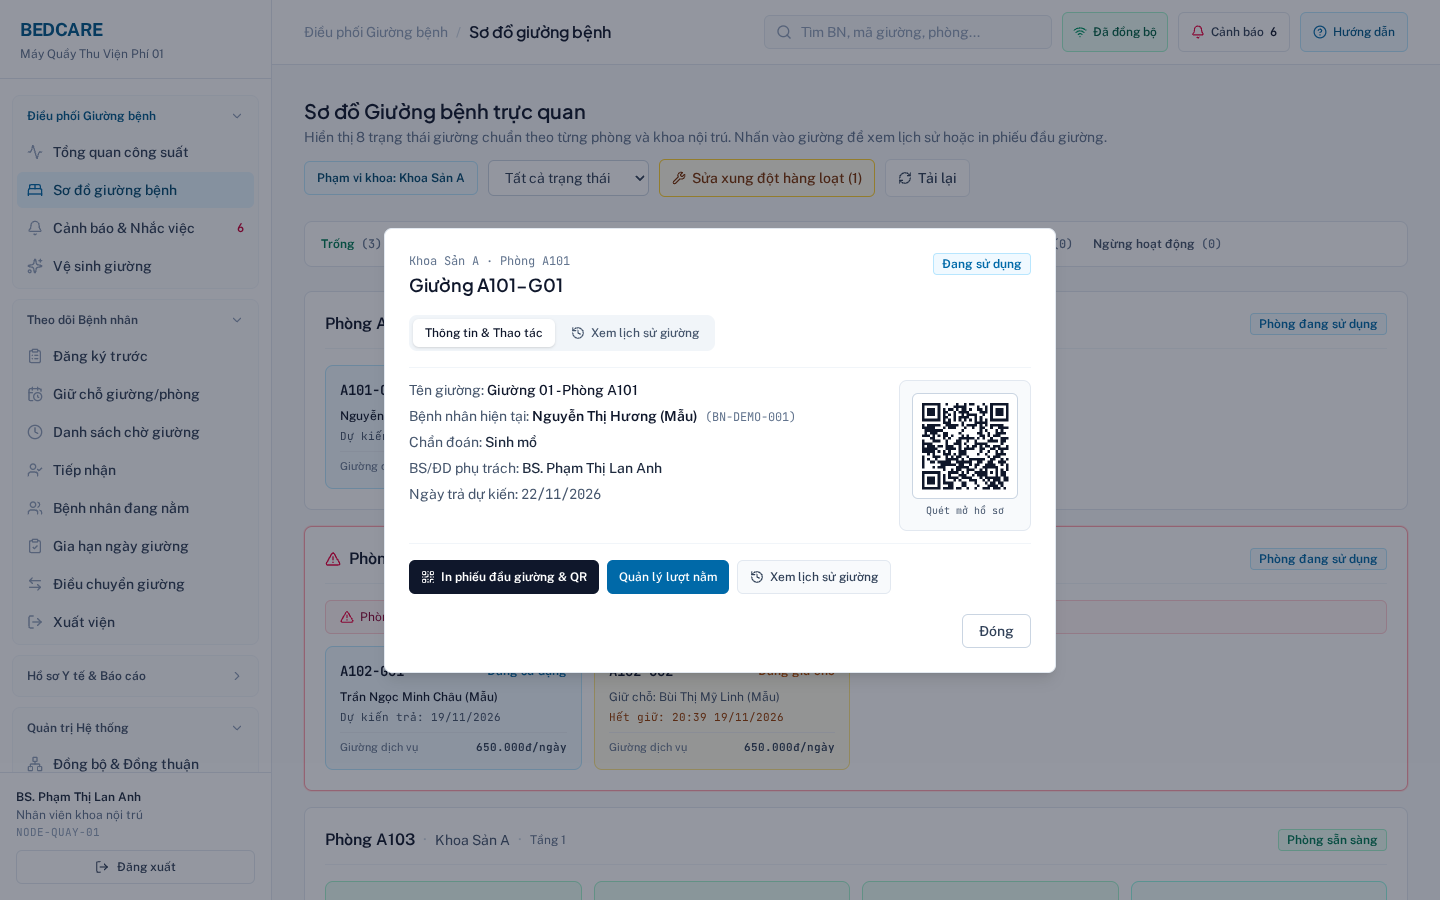 BEDCARE
Máy Quầy Thu Viện Phí 01
Điều phối Giường bệnh
Tổng quan công suất
Sơ đồ giường bệnh
Cảnh báo & Nhắc việc 6
Vệ sinh giường
Theo dõi Bệnh nhân
Đăng ký trước
Giữ chỗ giường/phòng
Danh sách chờ giường
Tiếp nhận
Bệnh nhân đang nằm
Gia hạn ngày giường
Điều chuyển giường
Xuất viện
Hồ sơ Y tế & Báo cáo
Quản trị Hệ thống
Đồng bộ & Đồng thuận
BS. Phạm Thị Lan Anh
Nhân viên khoa nội trú
NODE-QUAY-01
Đăng xuất
Điều phối Giường bệnh / Sơ đồ giường bệnh
Tìm BN, mã giường, phòng...
Đã đồng bộ
Cảnh báo 6
Hướng dẫn
Sơ đồ Giường bệnh trực quan
Hiển thị 8 trạng thái giường chuẩn theo từng phòng và khoa nội trú. Nhấn vào giường để xem lịch sử hoặc in phiếu đầu giường.
Phạm vi khoa: Khoa Sản A
Tất cả trạng thái
Sửa xung đột hàng loạt (1)
Tải lại
Trống (3)
Ngừng hoạt động (0)
Phòng đang sử dụng
Khoa Sản A · Phòng A101
Giường A101-G01
Đang sử dụng
Thông tin & Thao tác
Xem lịch sử giường
Tên giường: Giường 01 - Phòng A101
Bệnh nhân hiện tại: Nguyễn Thị Hương (Mẫu) (BN-DEMO-001)
Chẩn đoán: Sinh mổ
BS/ĐD phụ trách: BS. Phạm Thị Lan Anh
Ngày trả dự kiến: 22/11/2026
Quét mở hồ sơ
In phiếu đầu giường & QR
Quản lý lượt nằm
Xem lịch sử giường
Đóng
Phòng đang sử dụng
Trần Ngọc Minh Châu (Mẫu)
Dự kiến trả: 19/11/2026
Giường dịch vụ 650.000đ/ngày
Giữ chỗ: Bùi Thị Mỹ Linh (Mẫu)
Hết giữ: 20:39 19/11/2026
Giường dịch vụ 650.000đ/ngày
Phòng A103 · Khoa Sản A · Tầng 1
Phòng sẵn sàng